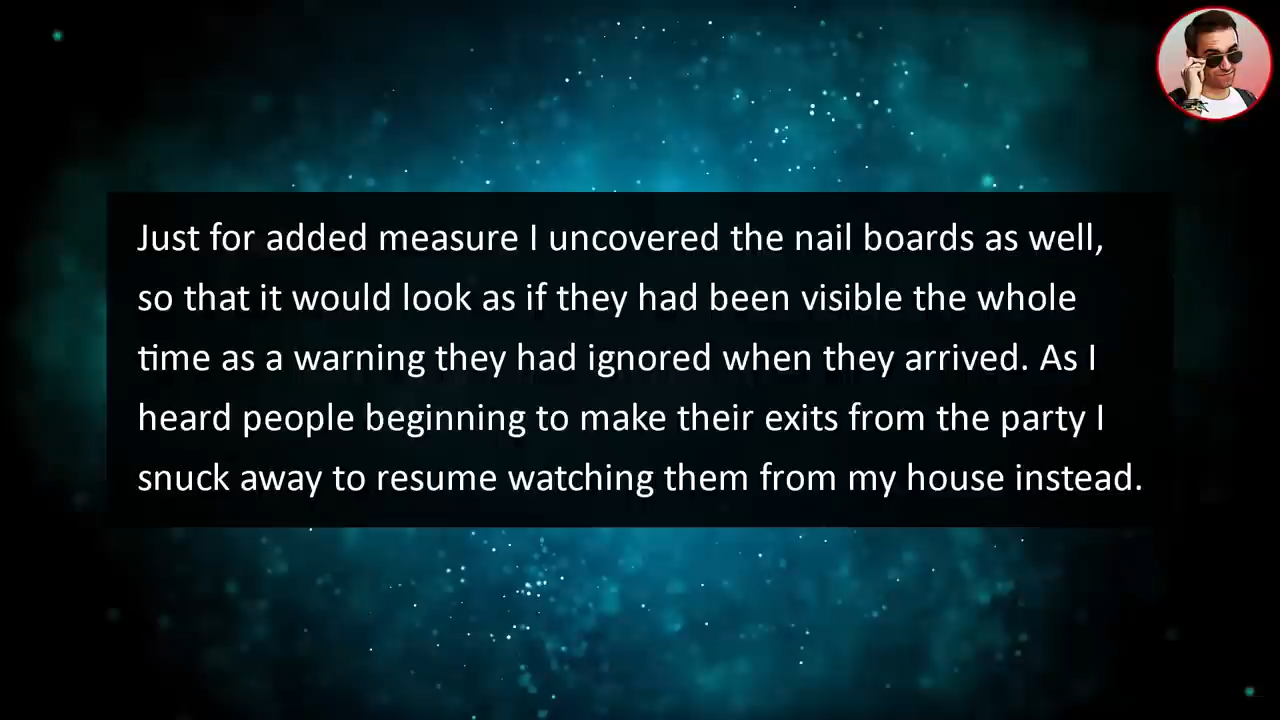 Just for added measure I uncovered the nail boards as well,
so that it would look as if they had been visible the whole
time as a warning they had ignored when they arrived. As I
heard people beginning to make their exits from the party I
snuck away to resume watching them from my house instead.